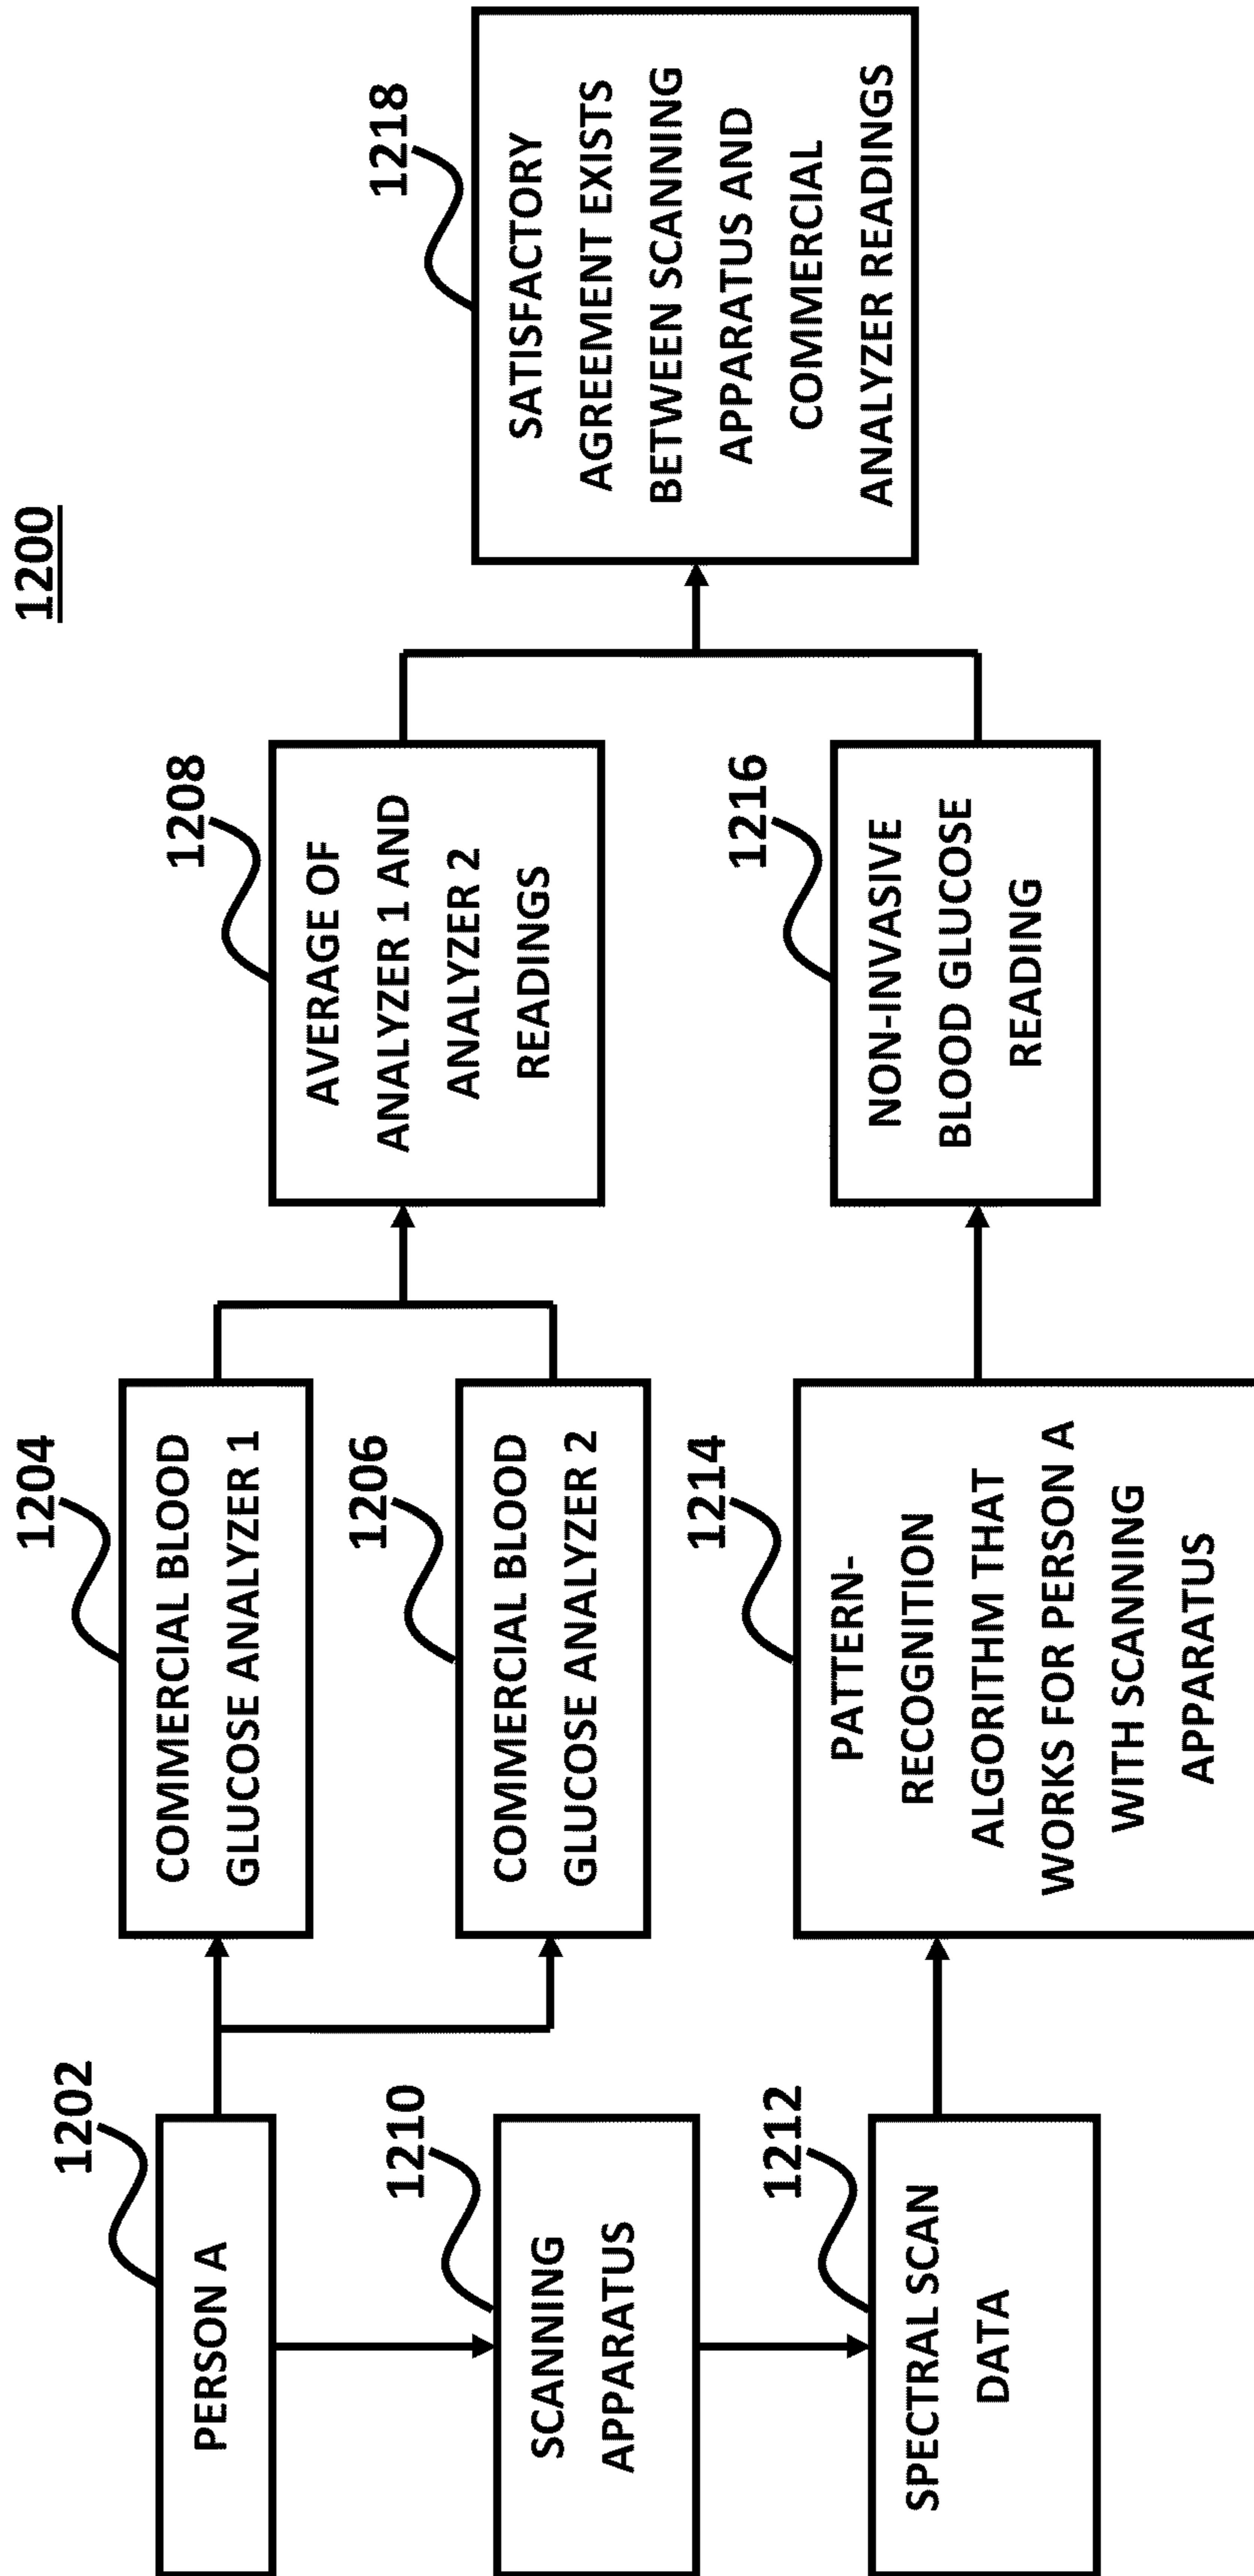 1200
1202
PERSON A
1204
COMMERCIAL BLOOD
GLUCOSE ANALYZER 1
1206
COMMERCIAL BLOOD
GLUCOSE ANALYZER 2
1208
AVERAGE OF
ANALYZER 1 AND
ANALYZER 2
READINGS
1210
SCANNING
APPARATUS
1212
SPECTRAL SCAN
DATA
1214
PATTERN-
RECOGNITION
ALGORITHM THAT
WORKS FOR PERSON A
WITH SCANNING
APPARATUS
1216
NON-INVASIVE
BLOOD GLUCOSE
READING
1218
SATISFACTORY
AGREEMENT EXISTS
BETWEEN SCANNING
APPARATUS AND
COMMERCIAL
ANALYZER READINGS